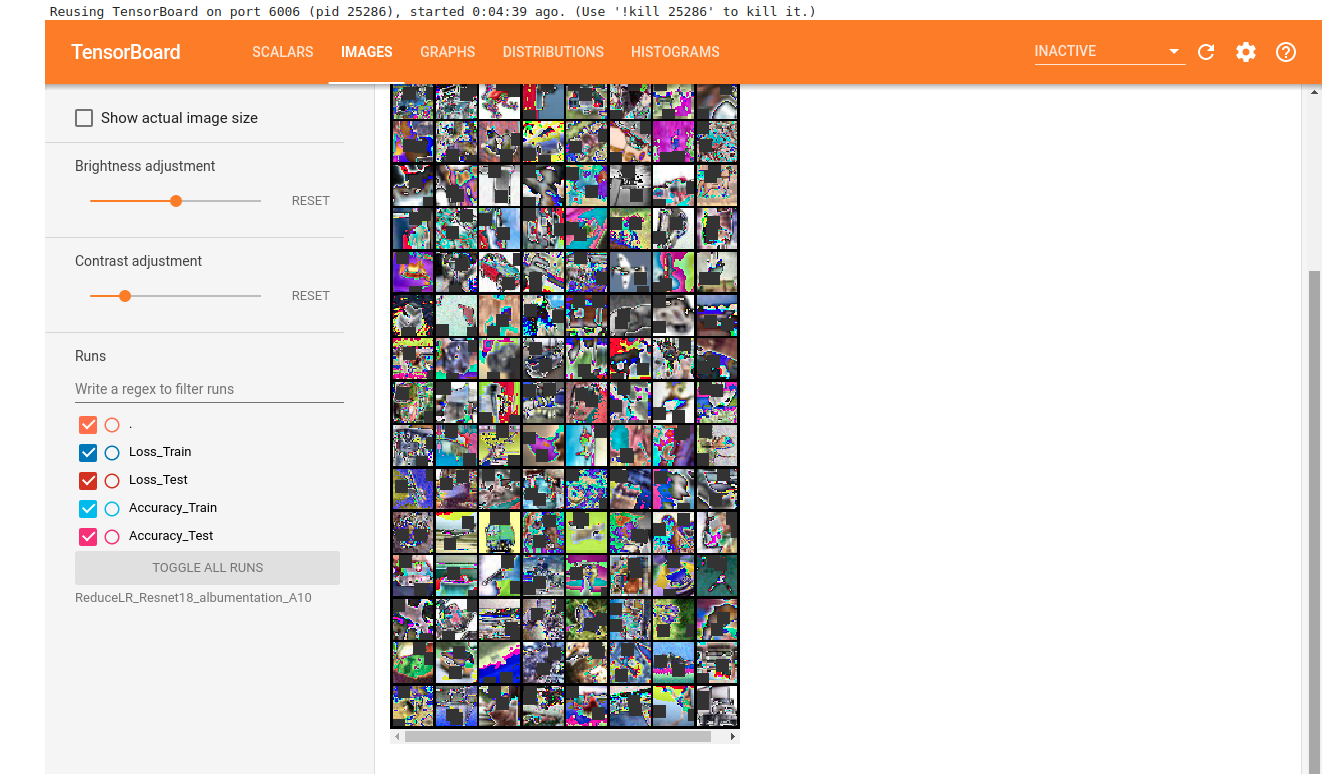 Reusing TensorBoard on port 6006 (pid 25286), started 0:04:39 ago. (Use '!kill 25286' to kill it.)
TensorBoard SCALARS IMAGES GRAPHS DISTRIBUTIONS HISTOGRAMS INACTIVE
Show actual image size
Brightness adjustment
RESET
Contrast adjustment
RESET
Runs
Write a regex to filter runs
.
Loss_Train
Loss_Test
Accuracy_Train
Accuracy_Test
TOGGLE ALL RUNS
ReduceLR_Resnet18_albumentation_A10